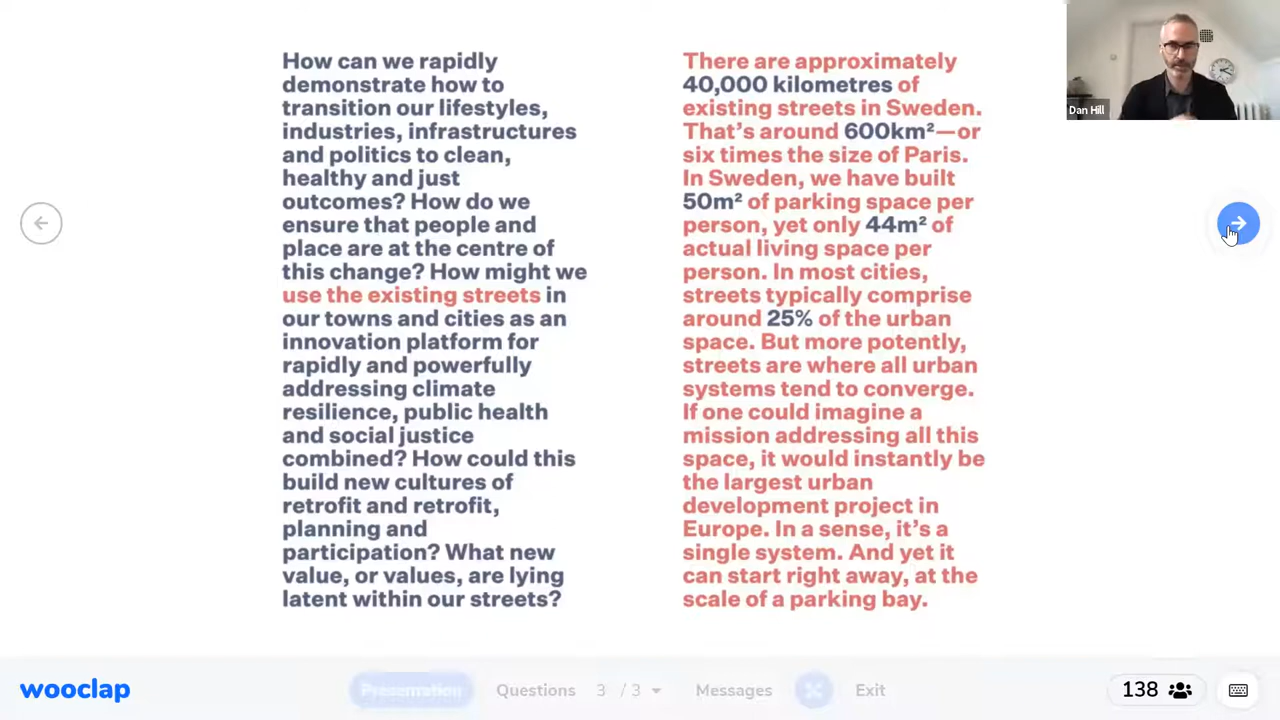 How can we rapidly
demonstrate how to
transition our lifestyles,
industries, infrastructures
and politics to clean,
healthy and just
outcomes? How do we
ensure that people and
place are at the centre of
this change? How might we
use the existing streets in
our towns and cities as an
innovation platform for
rapidly and powerfully
addressing climate
resilience, public health
and social justice
combined? How could this
build new cultures of
retrofit and retrofit,
planning and
participation? What new
value, or values, are lying
latent within our streets?
There are approximately
40,000 kilometres of
existing streets in Sweden.
That's around 600km²—or
six times the size of Paris.
In Sweden, we have built
50m² of parking space per
person, yet only 44m² of
actual living space per
person. In most cities,
streets typically comprise
around 25% of the urban
space. But more potently,
streets are where all urban
systems tend to converge.
If one could imagine a
mission addressing all this
space, it would instantly be
the largest urban
development project in
Europe. In a sense, it's a
single system. And yet it
can start right away, at the
scale of a parking bay.
Dan Hill
wooclap
Presentation
Questions 3 / 3
Messages
Exit
138